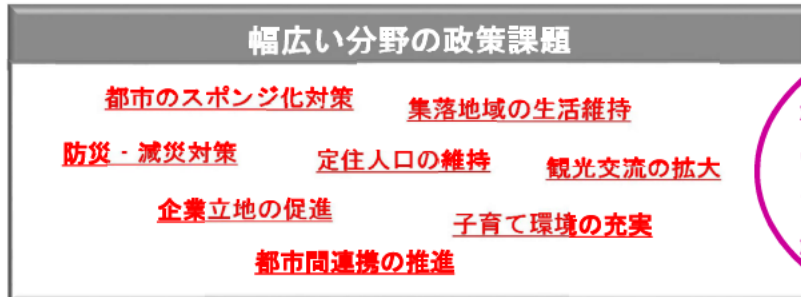 幅広い分野の政策課題
都市のスポンジ化対策
集落地域の生活維持
防災‐減災対策
定住人口の維持
観光交流の拡大
企業立地の促進
子育て環境の充実
都市間連携の推進